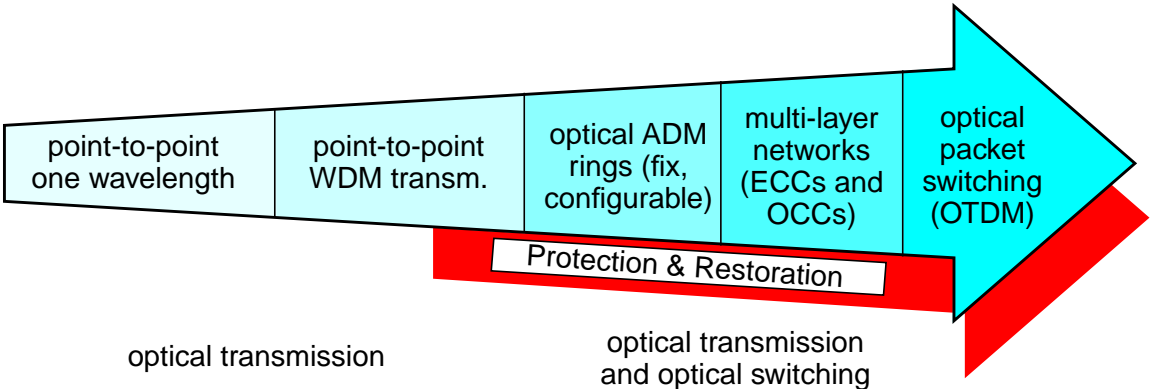 point-to-point
one wavelength
point-to-point
WDM transm.
optical ADM
rings (fix,
configurable)
multi-layer
networks
(ECCs and
OCCs)
optical
packet
switching
(OTDM)
Protection & Restoration
optical transmission
optical transmission
and optical switching